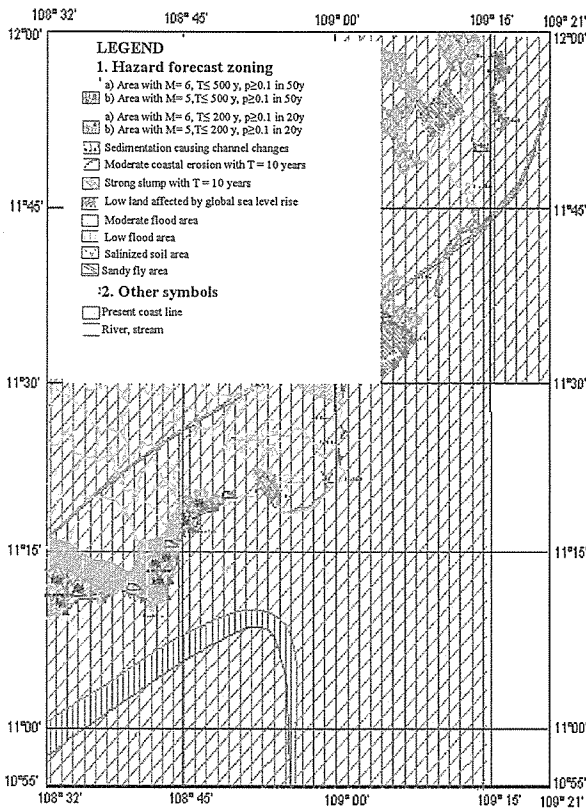 108° 32' 108° 45' 109° 00' 109° 15' 109° 21'
12° 00' 12° 00'
LEGEND
1. Hazard forecast zoning
a) Area with M= 6, T≤ 500 y, p≥0.1 in 50y
b) Area with M= 5,T≤ 500 y, p≥0.1 in 50y
a) Area with M= 6, T≤ 200 y, p≥0.1 in 20y
b) Area with M= 5,T≤ 200 y, p≥0.1 in 20y
Sedimentation causing channel changes
Moderate coastal erosion with T = 10 years
Strong slump with T = 10 years
Low land affected by global sea level rise
11° 45' 11° 45'
Moderate flood area
Low flood area
Salinized soil area
Sandy fly area
:2. Other symbols
Present coast line
River, stream
11° 30' 11° 30'
11° 15' 11° 15'
11° 00' 11° 00'
10° 55' 10° 55'
108° 32' 108° 45' 109° 00' 109° 15' 109° 21'